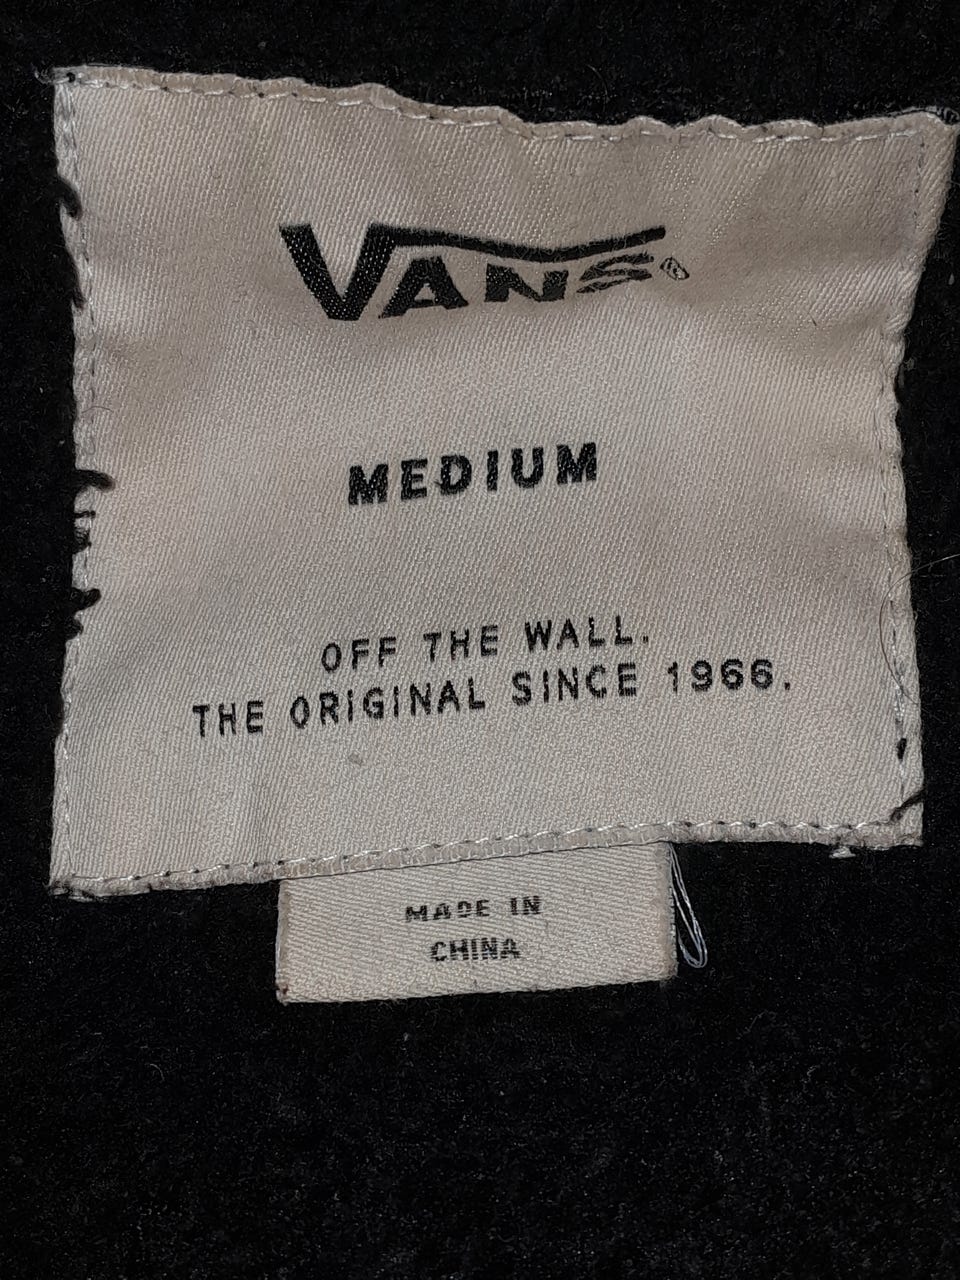 VANS®
MEDIUM
OFF THE WALL.
THE ORIGINAL SINCE 1966.
MADE IN
CHINA